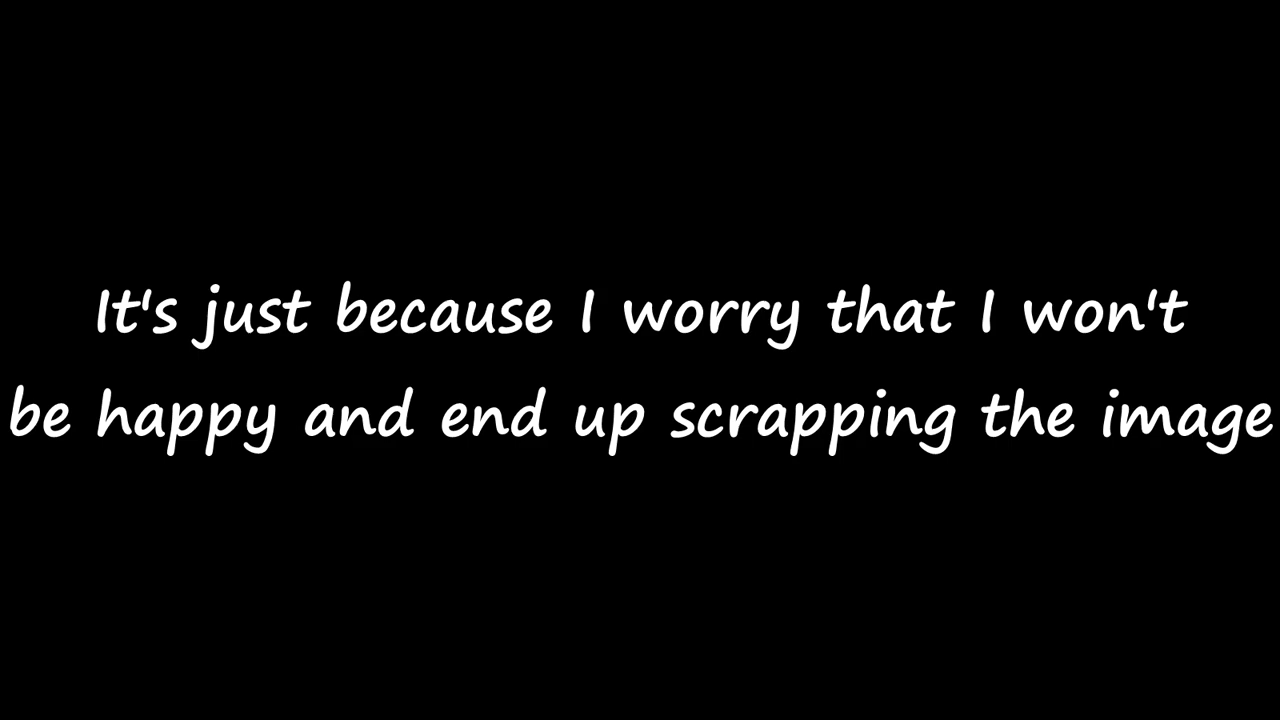 It's just because I worry that I won't
be happy and end up scrapping the image